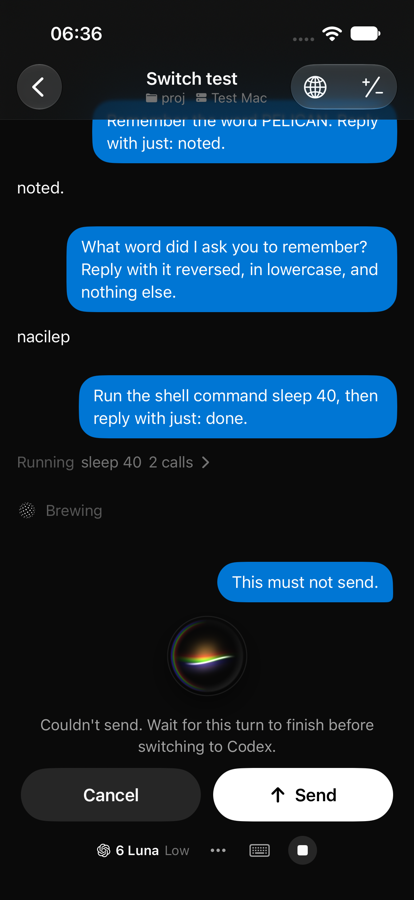 06:36
Switch test
proj Test Mac
Remember the word PELICAN. Reply
with just: noted.
noted.
What word did I ask you to remember?
Reply with it reversed, in lowercase, and
nothing else.
nacilep
Run the shell command sleep 40, then
reply with just: done.
Running sleep 40 2 calls
Brewing
This must not send.
Couldn't send. Wait for this turn to finish before
switching to Codex.
Cancel
Send
6 Luna Low